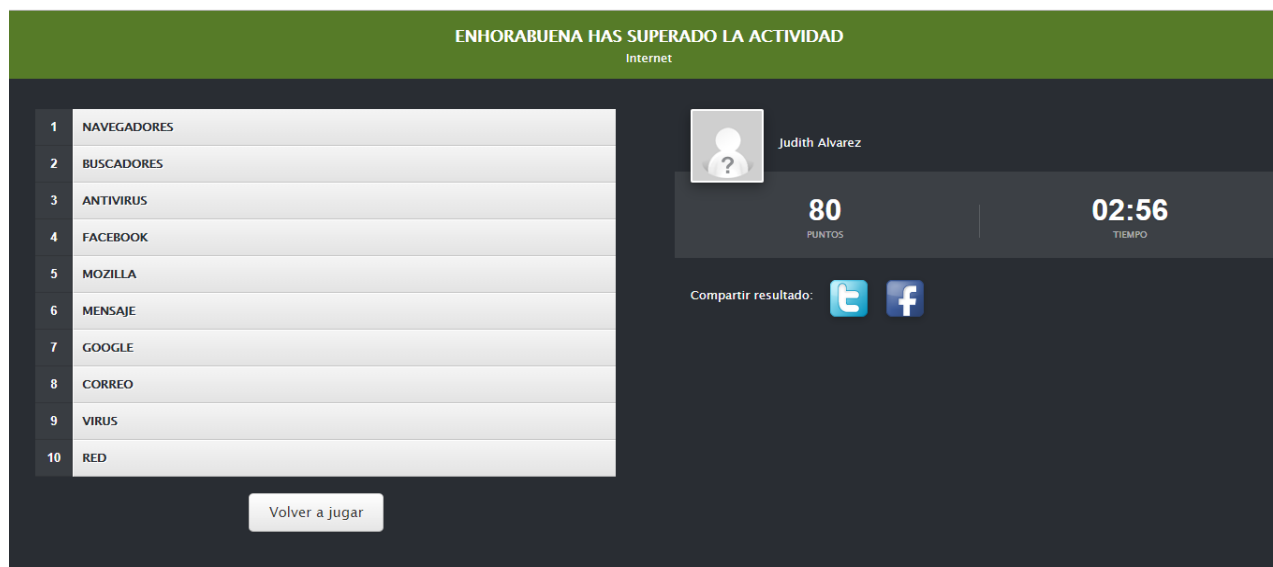 ENHORABUENA HAS SUPERADO LA ACTIVIDAD
Internet
1 NAVEGADORES
2 BUSCADORES
3 ANTIVIRUS
4 FACEBOOK
5 MOZILLA
6 MENSAJE
7 GOOGLE
8 CORREO
9 VIRUS
10 RED
Volver a jugar
?
Judith Alvarez
80
PUNTOS
02:56
TIEMPO
Compartir resultado: